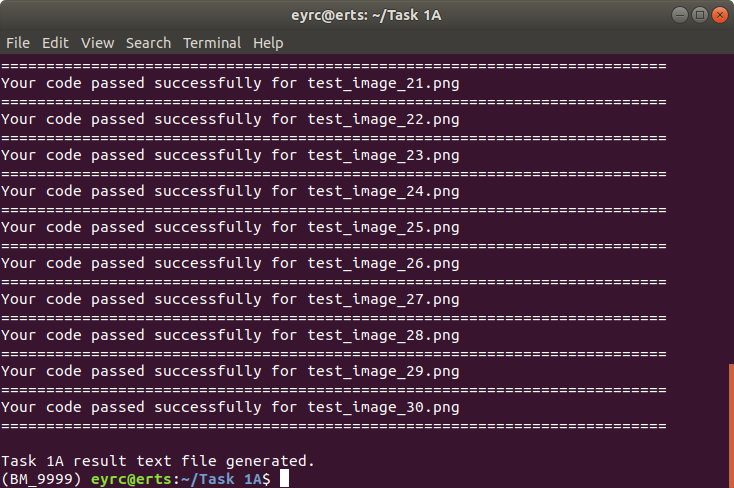 eyrc@erts: ~/Task 1A
File Edit View Search Terminal Help
==========================================================================
Your code passed successfully for test_image_21.png
==========================================================================
Your code passed successfully for test_image_22.png
==========================================================================
Your code passed successfully for test_image_23.png
==========================================================================
Your code passed successfully for test_image_24.png
==========================================================================
Your code passed successfully for test_image_25.png
==========================================================================
Your code passed successfully for test_image_26.png
==========================================================================
Your code passed successfully for test_image_27.png
==========================================================================
Your code passed successfully for test_image_28.png
==========================================================================
Your code passed successfully for test_image_29.png
==========================================================================
Your code passed successfully for test_image_30.png
==========================================================================
Task 1A result text file generated.
(BM_9999) eyrc@erts:~/Task 1A$